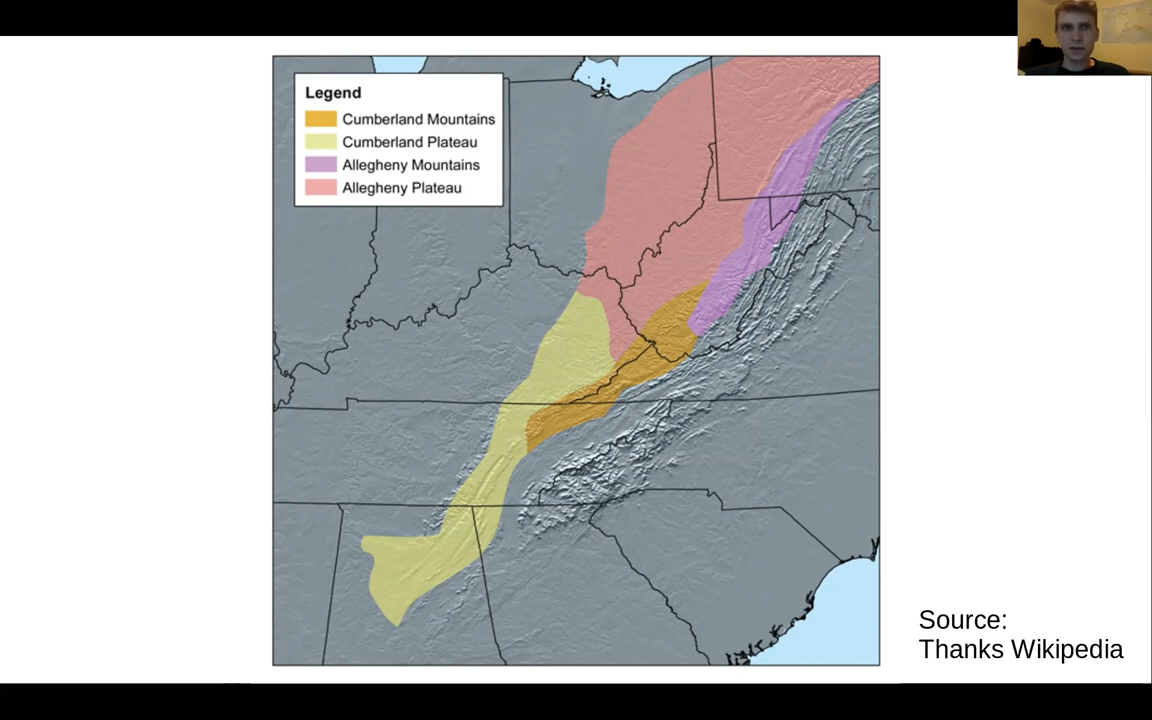 Legend
Cumberland Mountains
Cumberland Plateau
Allegheny Mountains
Allegheny Plateau
Source:
Thanks Wikipedia